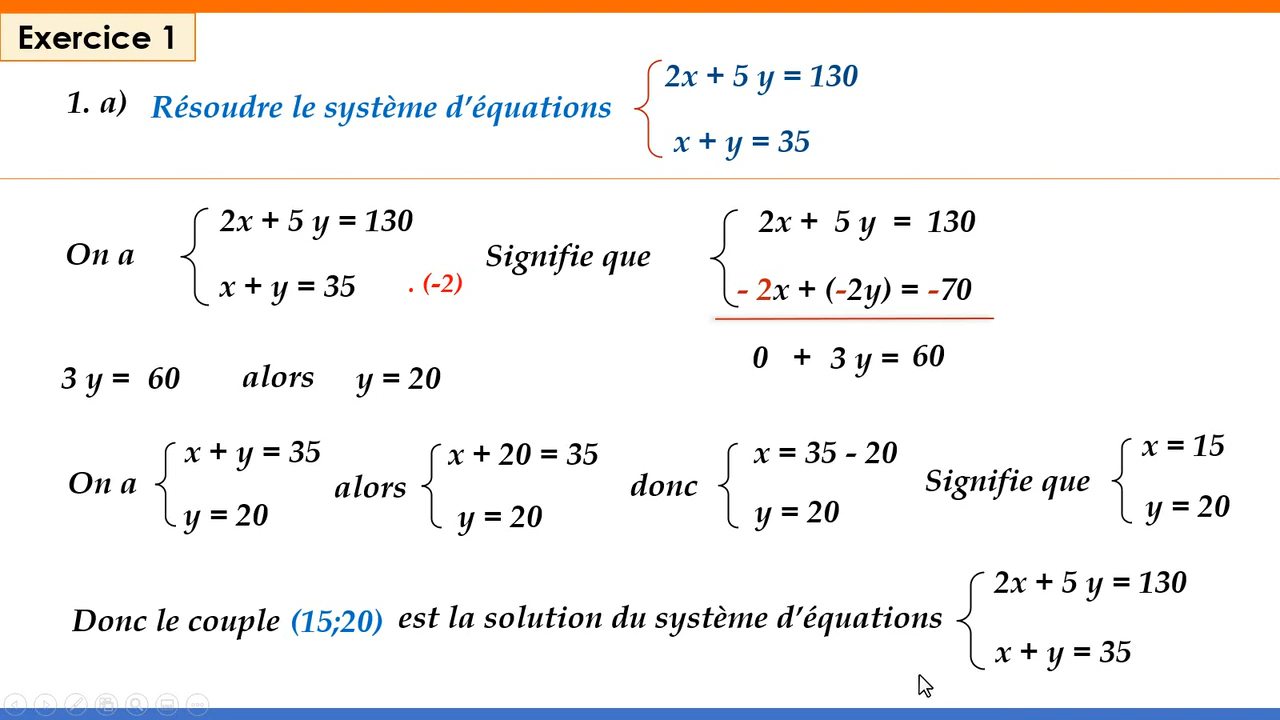 Exercice 1
1. a) Résoudre le système d'équations
2x + 5 y = 130
x + y = 35
On a
2x + 5 y = 130
x + y = 35 . (-2)
Signifie que
2x + 5 y = 130
- 2x + (-2y) = -70
0 + 3 y = 60
3 y = 60 alors y = 20
On a
x + y = 35
y = 20
alors
x + 20 = 35
y = 20
donc
x = 35 - 20
y = 20
Signifie que
x = 15
y = 20
Donc le couple (15;20) est la solution du système d'équations
2x + 5 y = 130
x + y = 35